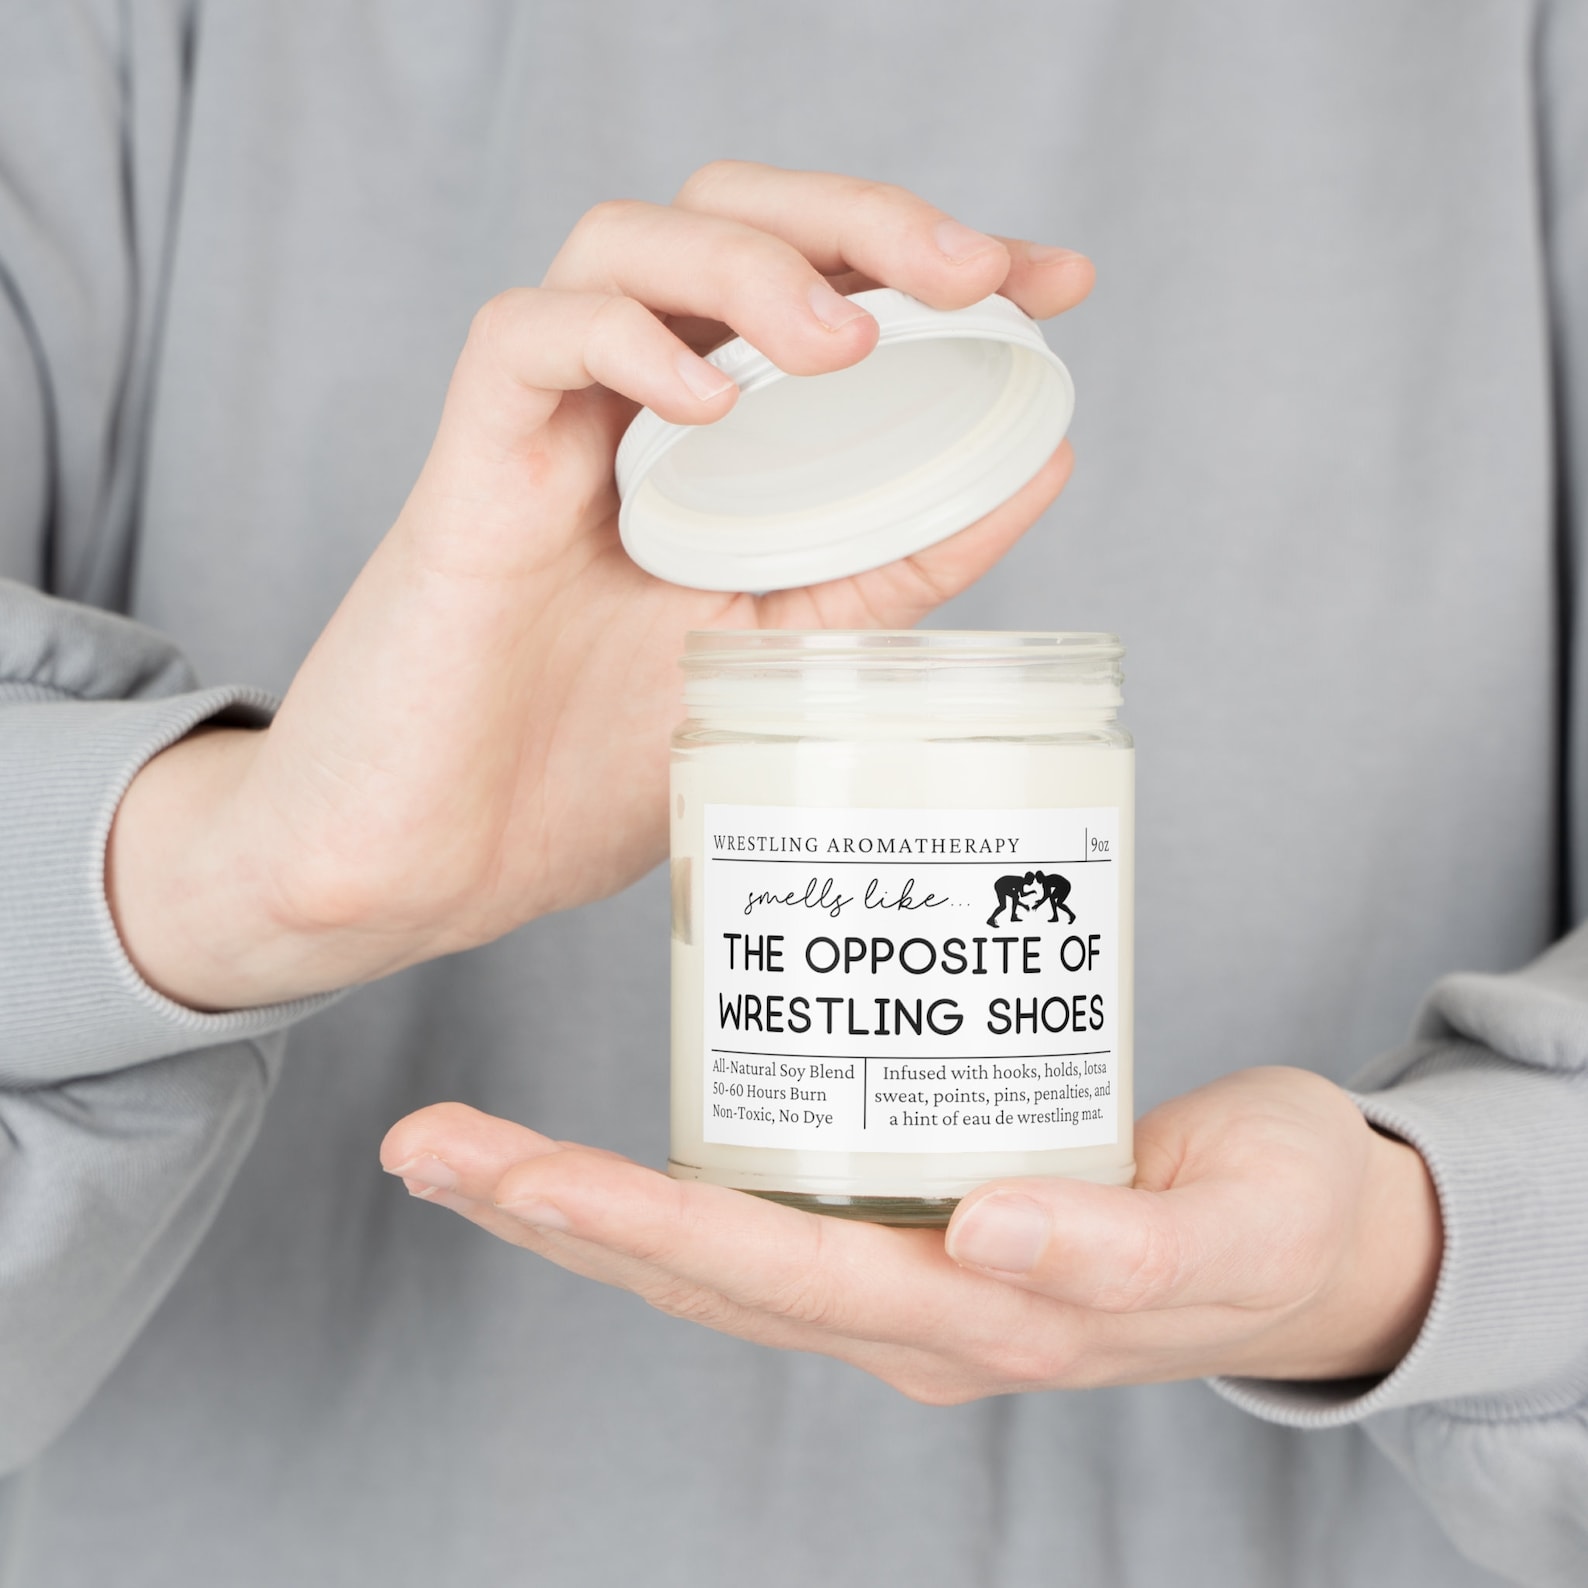 WRESTLING AROMATHERAPY 9oz
smells like...
THE OPPOSITE OF
WRESTLING SHOES
All-Natural Soy Blend
50-60 Hours Burn
Non-Toxic, No Dye
Infused with hooks, holds, lotsa
sweat, points, pins, penalties, and
a hint of eau de wrestling mat.